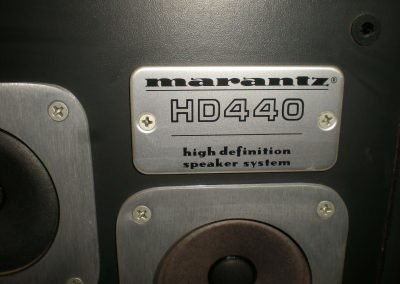 marantz®
HD440
high definition
speaker system